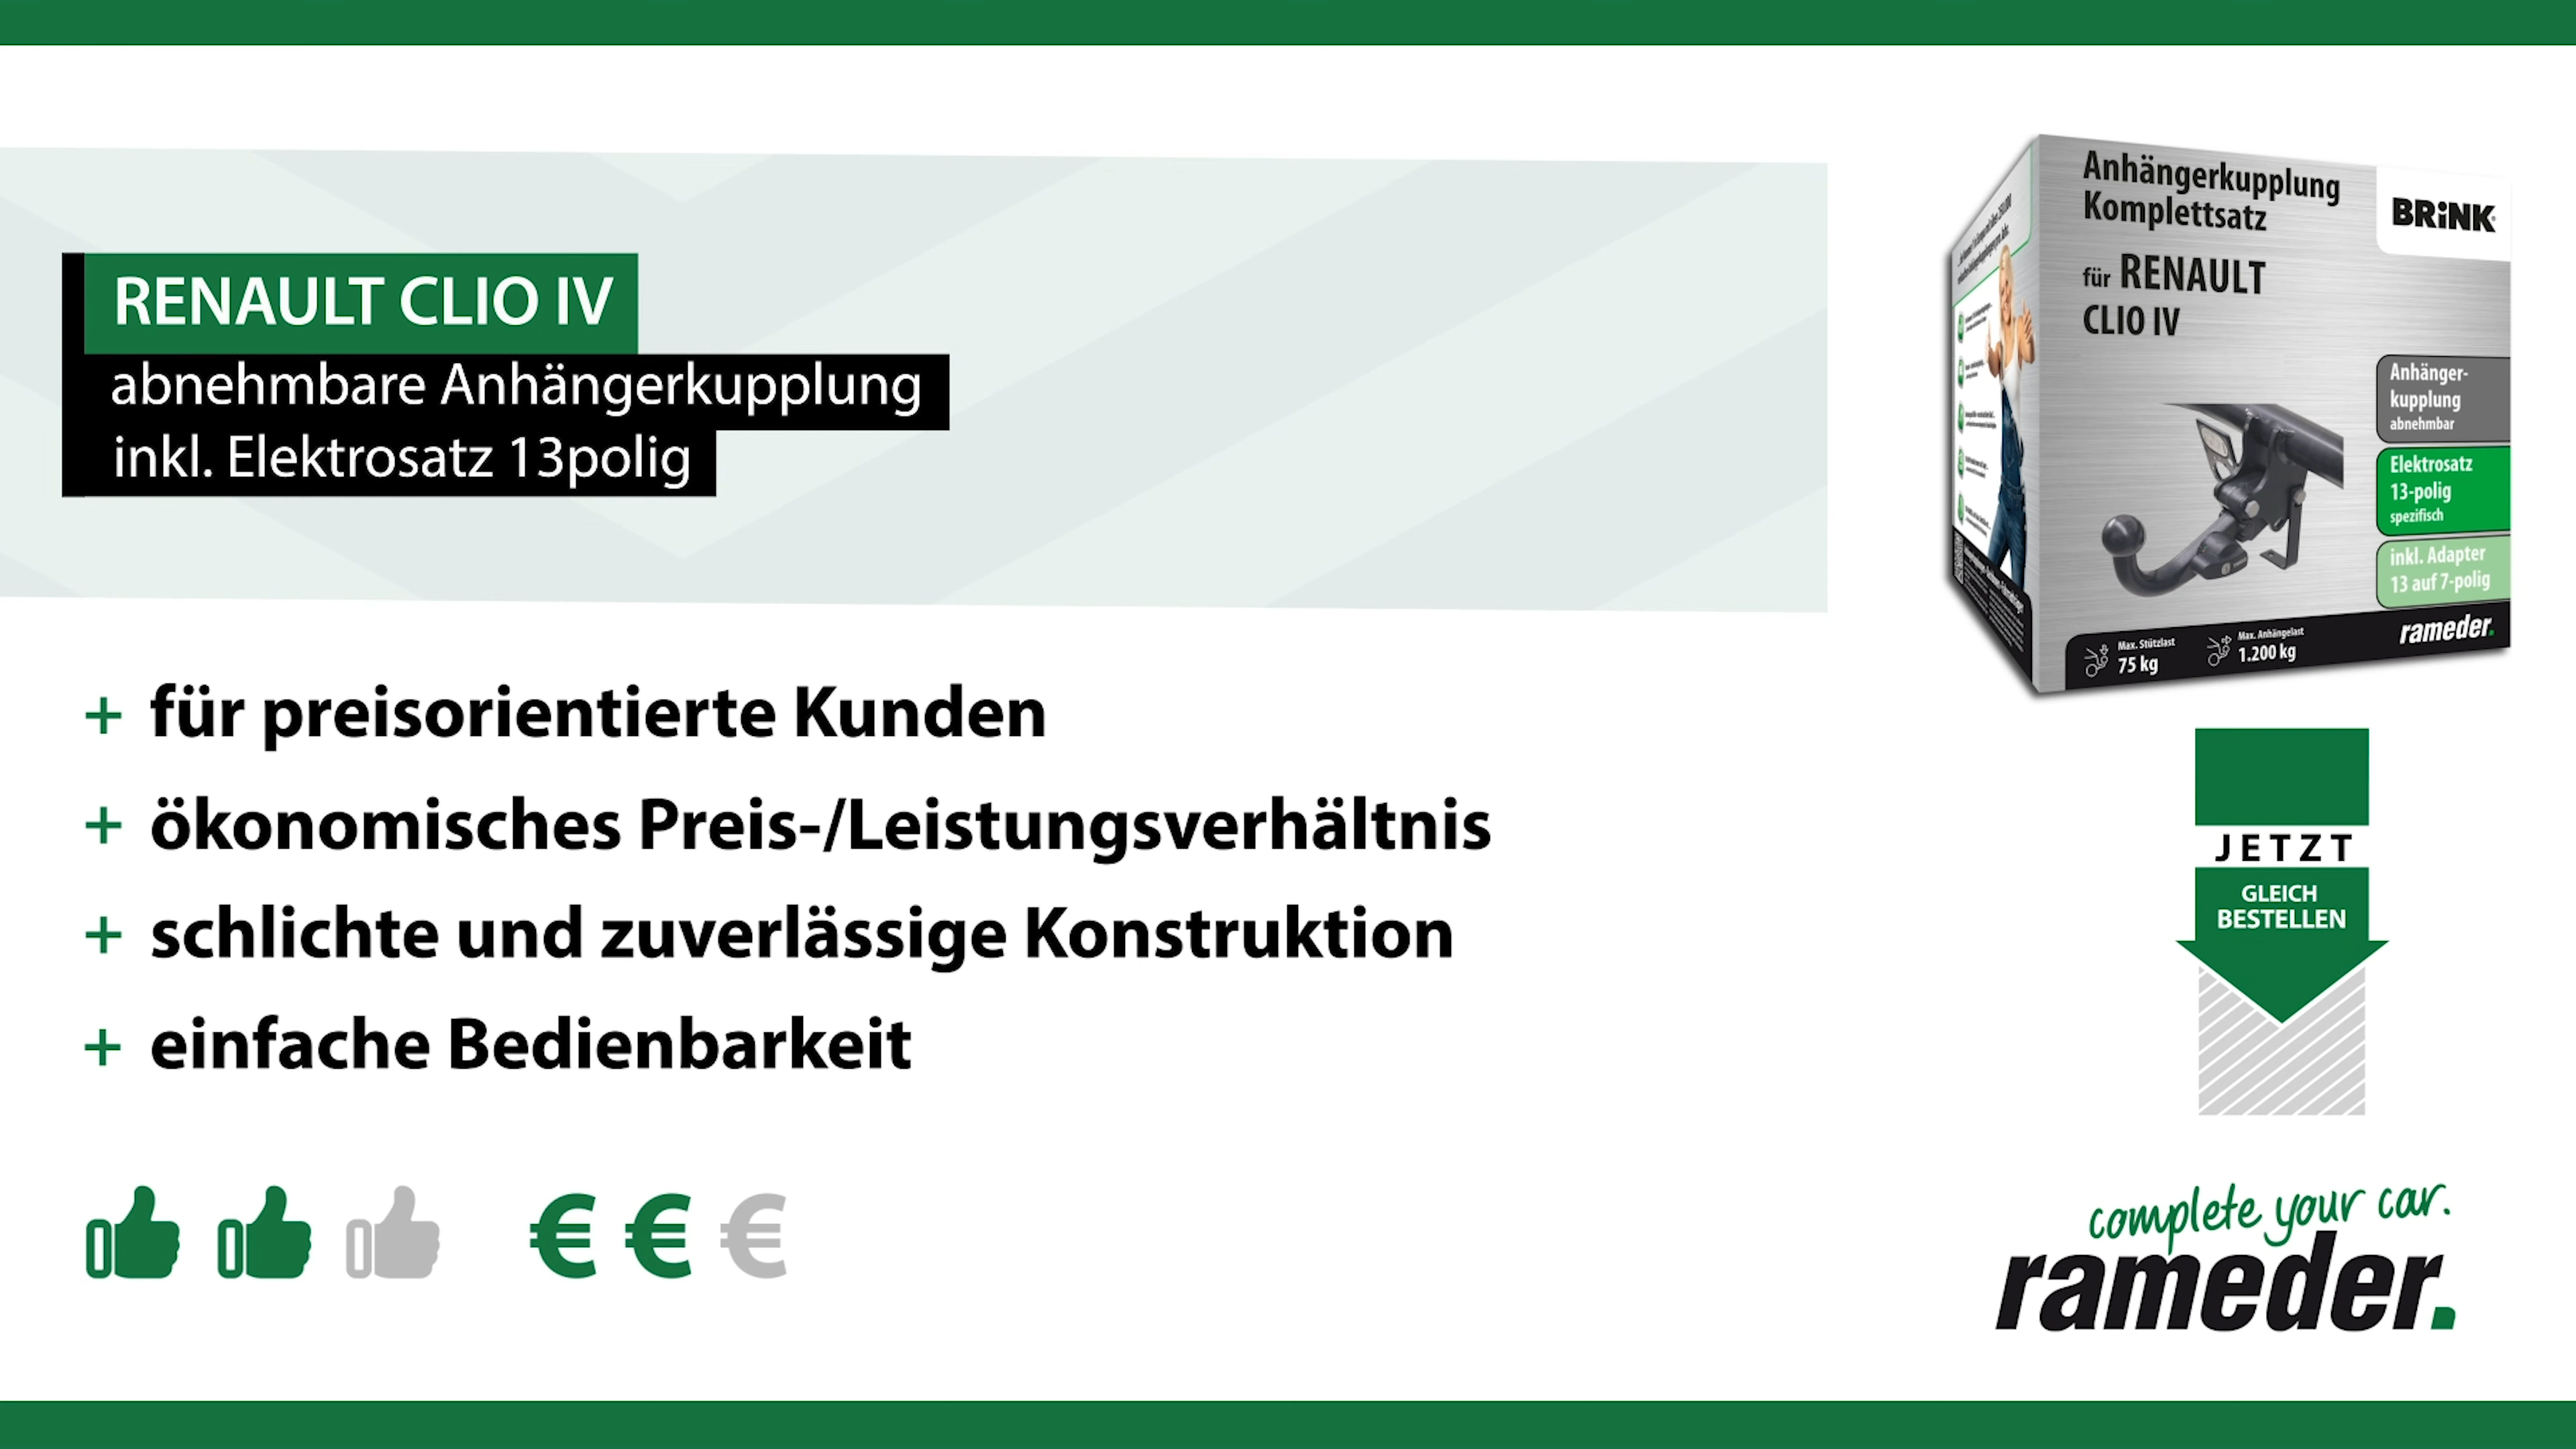 RENAULT CLIO IV
abnehmbare Anhängerkupplung
inkl. Elektrosatz 13polig
+ für preisorientierte Kunden
+ ökonomisches Preis-/Leistungsverhältnis
+ schlichte und zuverlässige Konstruktion
+ einfache Bedienbarkeit
€ € €
Anhängerkupplung
Komplettsatz
für RENAULT
CLIO IV
BRiNK
Anhänger-
kupplung
abnehmbar
Elektrosatz
13-polig
spezifisch
inkl. Adapter
13 auf 7-polig
Max. Stützlast
75 kg
Max. Anhängelast
1.200 kg
rameder.
JETZT
GLEICH
BESTELLEN
complete your car.
rameder.